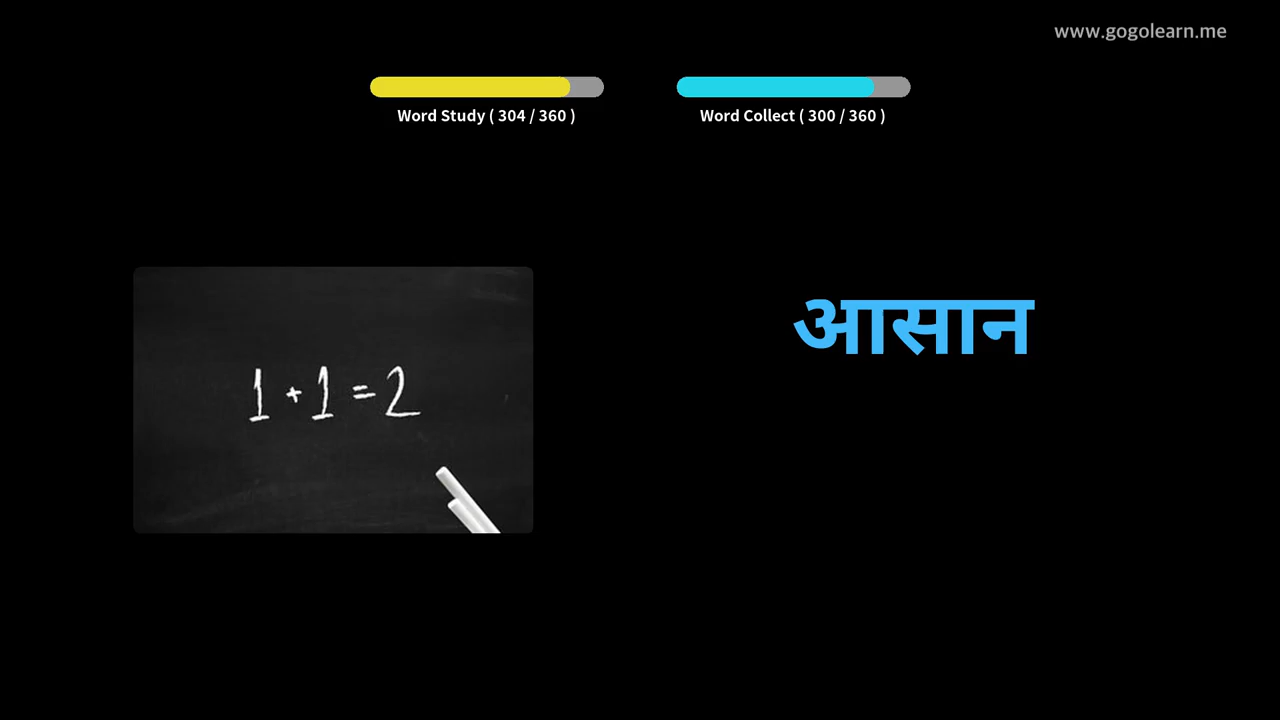 www.gogolearn.me
Word Study ( 304 / 360 )
Word Collect ( 300 / 360 )
आसान
1 + 1 = 2